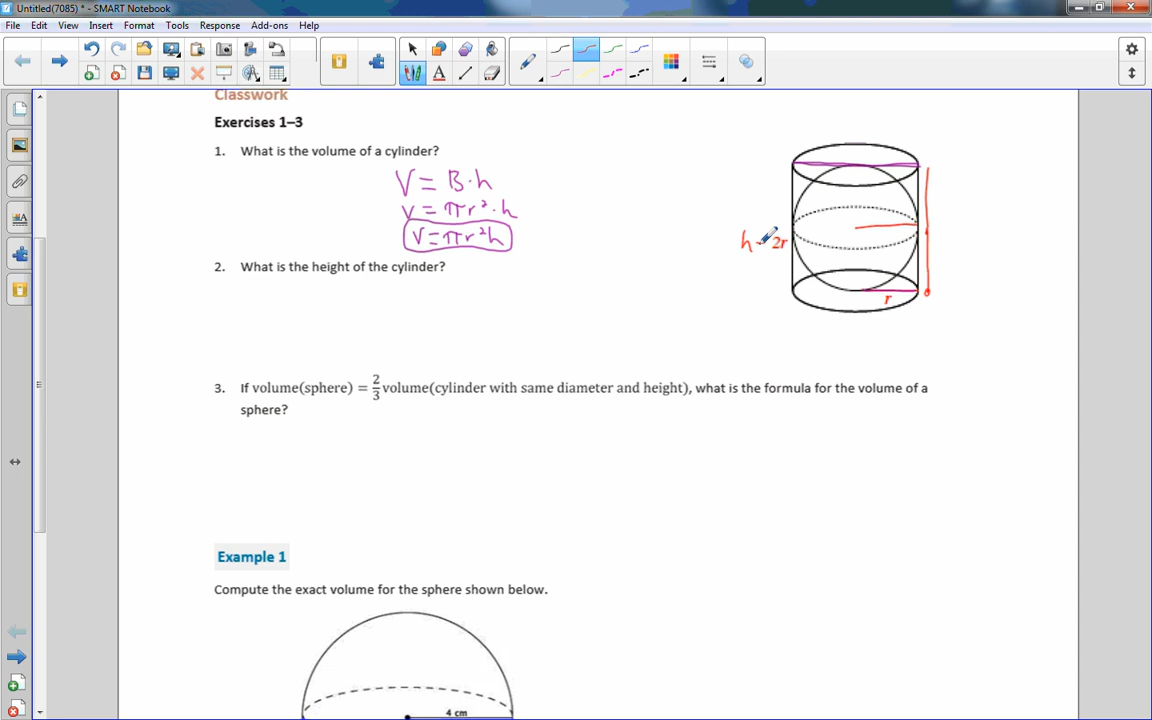 Untitled(7085) * - SMART Notebook
File Edit View Insert Format Tools Response Add-ons Help
Classwork
Exercises 1–3
1. What is the volume of a cylinder?
V = B·h
V = πr²·h
V = πr²h
h - 2r
r
2. What is the height of the cylinder?
3. If volume(sphere) = 2/3 volume(cylinder with same diameter and height), what is the formula for the volume of a
sphere?
Example 1
Compute the exact volume for the sphere shown below.
4 cm